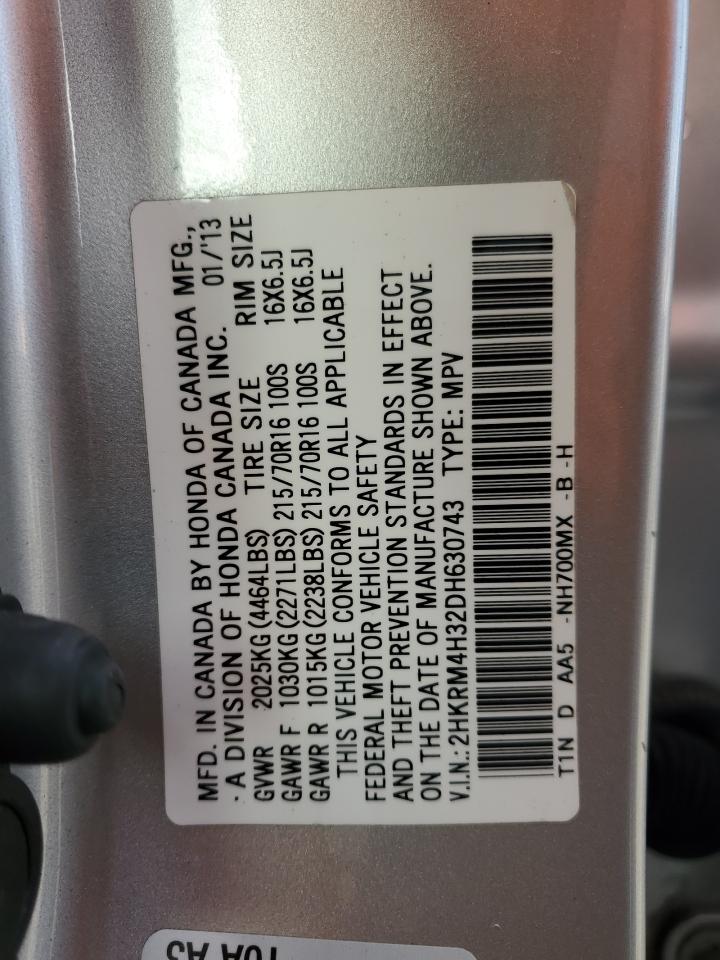 MFD. IN CANADA BY HONDA OF CANADA MFG.,
- A DIVISION OF HONDA CANADA INC. 01/'13
GVWR 2025KG(4464LBS) TIRE SIZE RIM SIZE
GAWR F 1030KG(2271LBS)215/70R16 100S 16X6.5J
GAWR R 1015KG(2238LBS)215/70R16 100S 16X6.5J
THIS VEHICLE CONFORMS TO ALL APPLICABLE
FEDERAL MOTOR VEHICLE SAFETY
AND THEFT PREVENTION STANDARDS IN EFFECT
ON THE DATE OF MANUFACTURE SHOWN ABOVE.
V.I.N.:2HKRM4H32DH630743 TYPE: MPV
T1N D AA5 -NH700MX -B -H